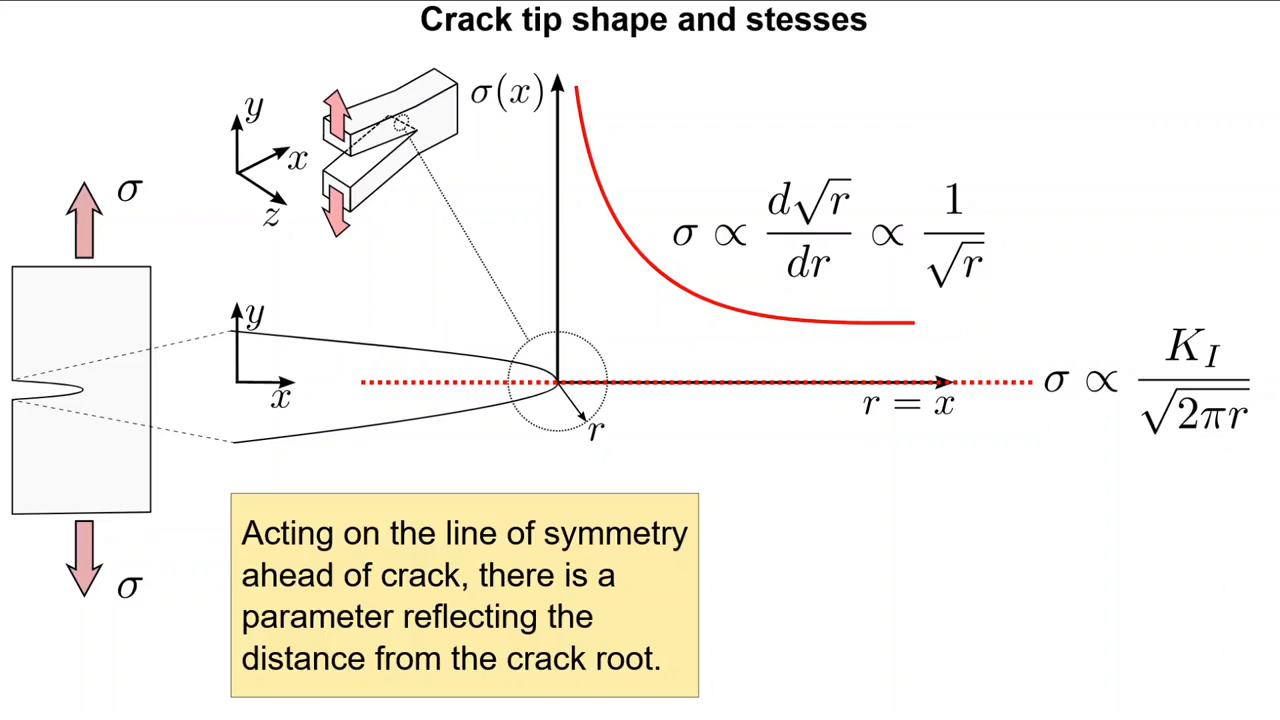 Crack tip shape and stesses
σ(x)
y
x
z
σ
σ ∝ d√r / dr ∝ 1 / √r
y
x
r
r = x
σ ∝ K_I / √2πr
σ
Acting on the line of symmetry
ahead of crack, there is a
parameter reflecting the
distance from the crack root.